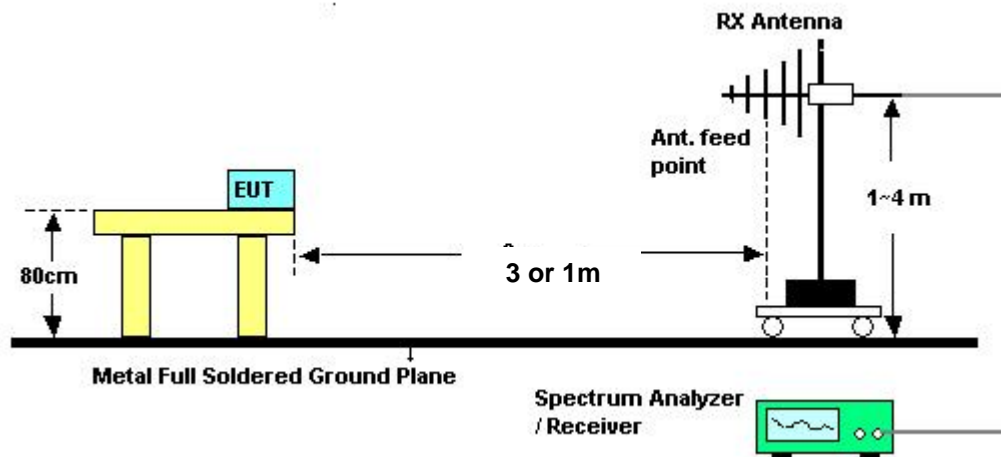 RX Antenna
Ant. feed
point
EUT
1~4 m
80cm
3 or 1m
Metal Full Soldered Ground Plane
Spectrum Analyzer
/ Receiver